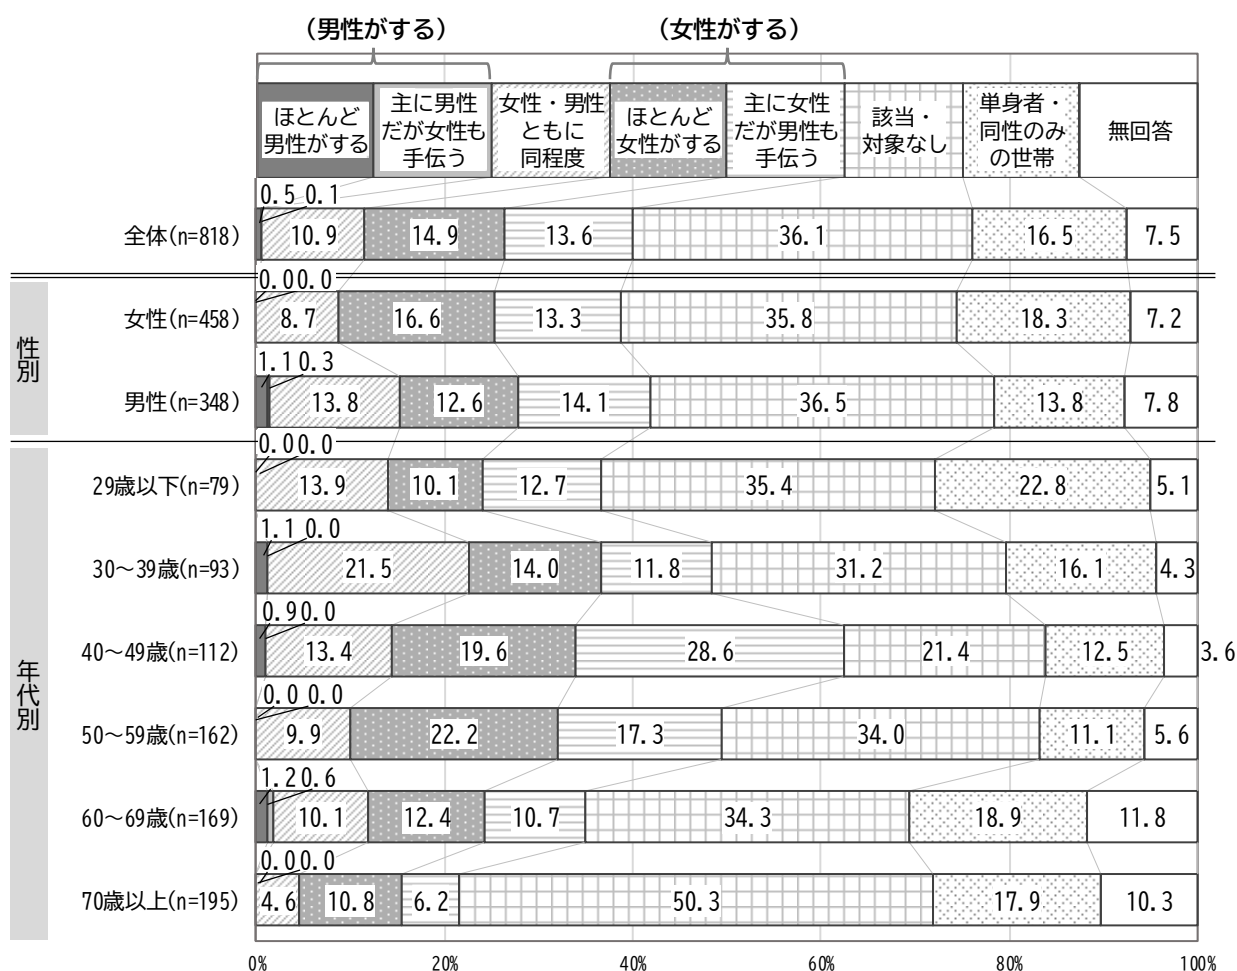 （男性がする）
（女性がする）
ほとんど
男性がする
主に男性
だが女性も
手伝う
女性・男性
ともに
同程度
ほとんど
女性がする
主に女性
だが男性も
手伝う
該当・
対象なし
単身者・
同性のみ
の世帯
無回答
0.5 0.1
全体(n=818) 10.9 14.9 13.6 36.1 16.5 7.5
性別
0.0 0.0
女性(n=458) 8.7 16.6 13.3 35.8 18.3 7.2
1.1 0.3
男性(n=348) 13.8 12.6 14.1 36.5 13.8 7.8
年代別
0.0 0.0
29歳以下(n=79) 13.9 10.1 12.7 35.4 22.8 5.1
1.1 0.0
30～39歳(n=93) 21.5 14.0 11.8 31.2 16.1 4.3
0.9 0.0
40～49歳(n=112) 13.4 19.6 28.6 21.4 12.5 3.6
0.0 0.0
50～59歳(n=162) 9.9 22.2 17.3 34.0 11.1 5.6
1.2 0.6
60～69歳(n=169) 10.1 12.4 10.7 34.3 18.9 11.8
0.0 0.0
70歳以上(n=195) 4.6 10.8 6.2 50.3 17.9 10.3
0% 20% 40% 60% 80% 100%